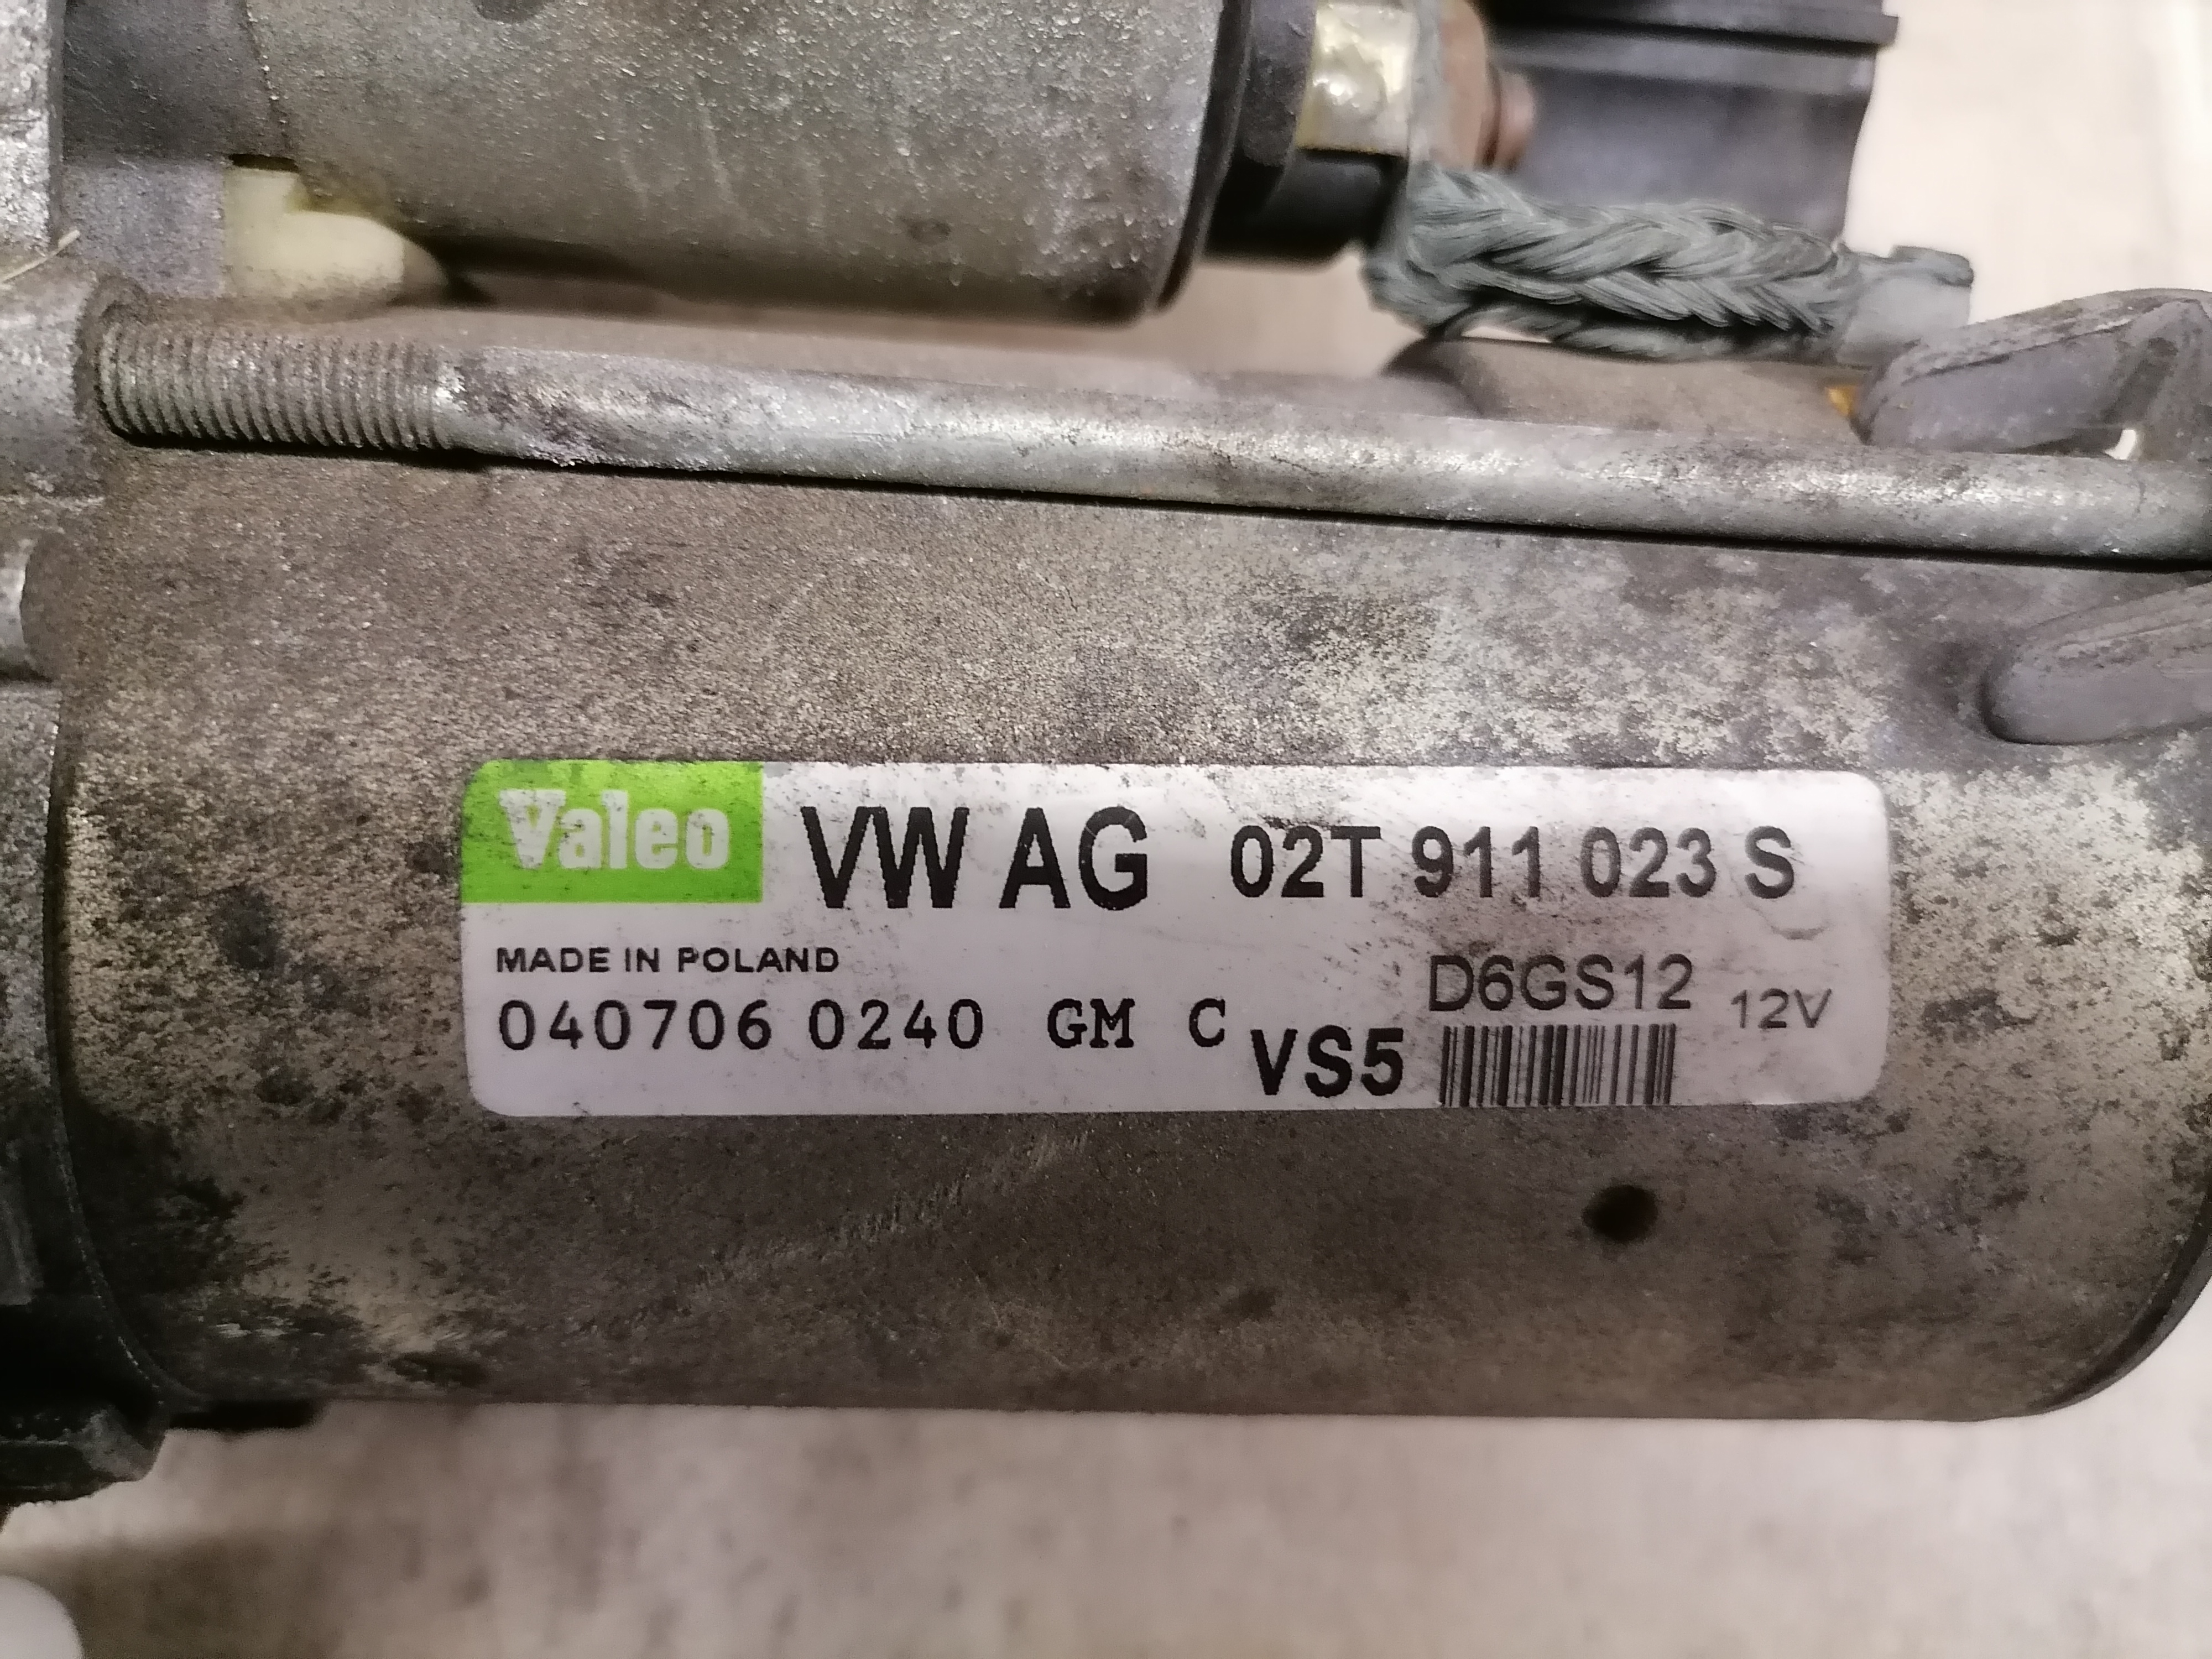 Valeo VW AG 02T 911 023 S
MADE IN POLAND D6GS12 12V
040706 0240 GM C VS5